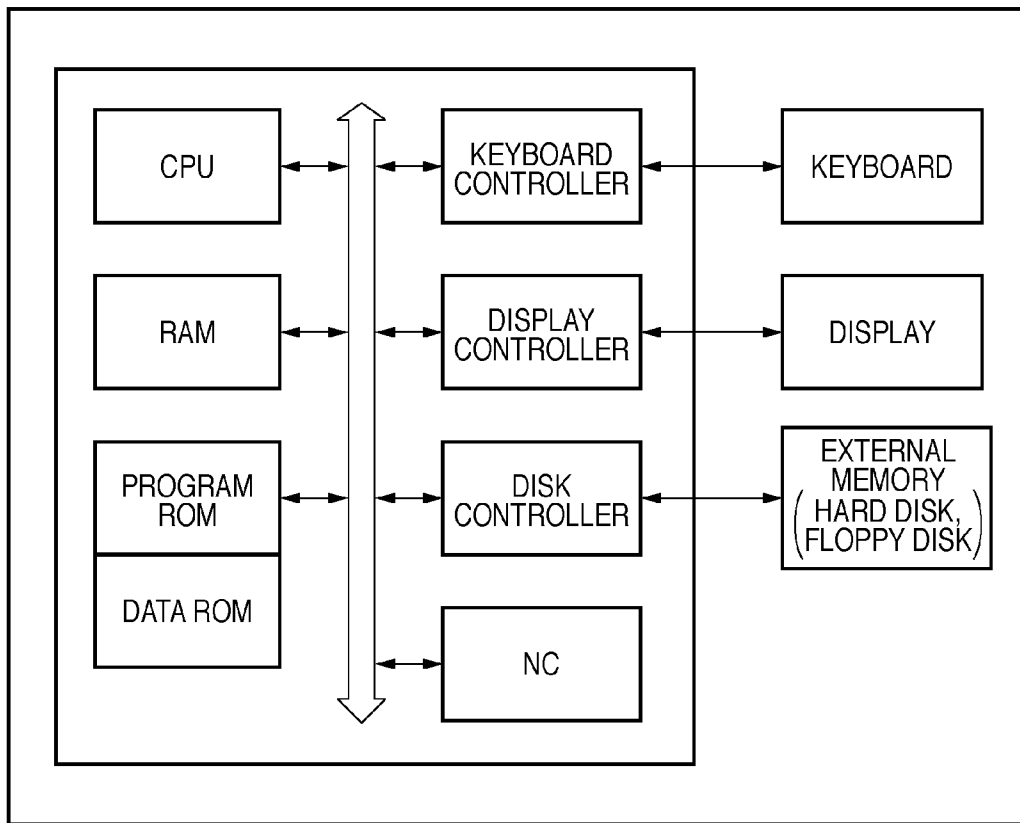 CPU
KEYBOARD
CONTROLLER
KEYBOARD
RAM
DISPLAY
CONTROLLER
DISPLAY
PROGRAM
ROM
DISK
CONTROLLER
EXTERNAL
MEMORY
(HARD DISK,
FLOPPY DISK)
DATA ROM
NC